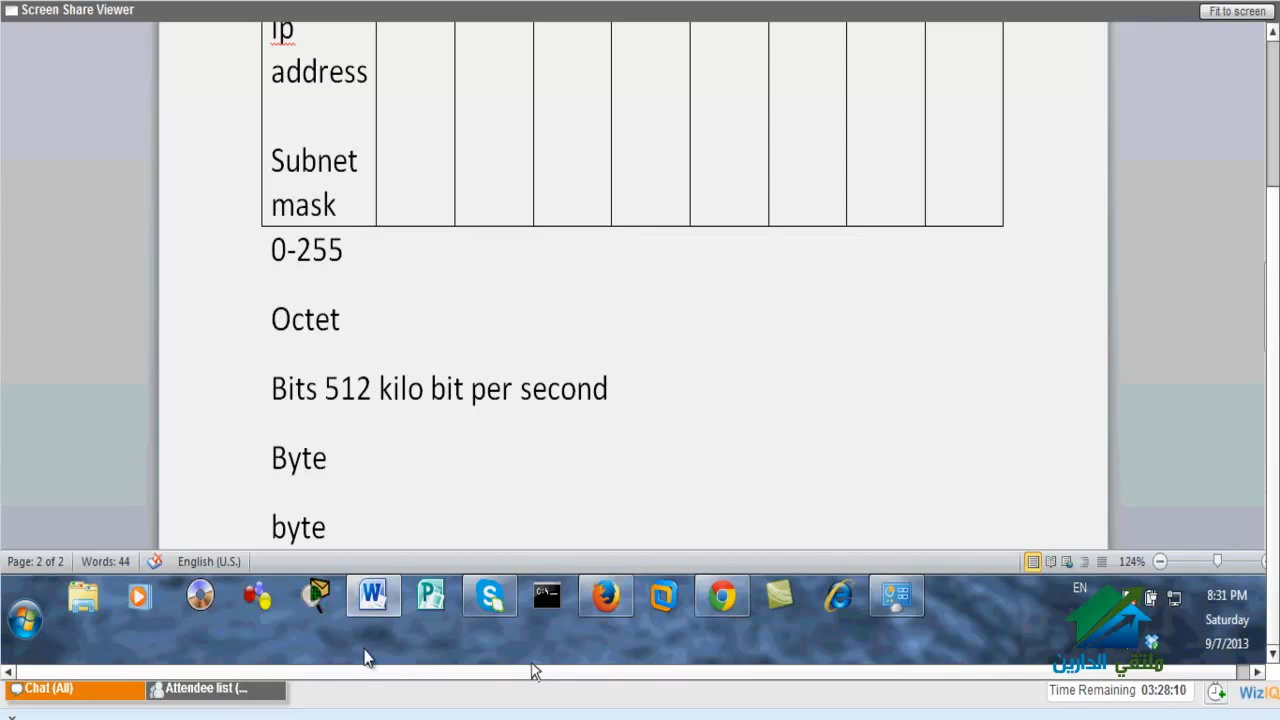 Screen Share Viewer
Fit to screen
Ip
address
Subnet
mask
0-255
Octet
Bits 512 kilo bit per second
Byte
byte
Page: 2 of 2
Words: 44
English (U.S.)
124%
EN
8:31 PM
Saturday
9/7/2013
ملتقي الدارين
Chat (All)
Attendee list (...
Time Remaining 03:28:10
WizIQ